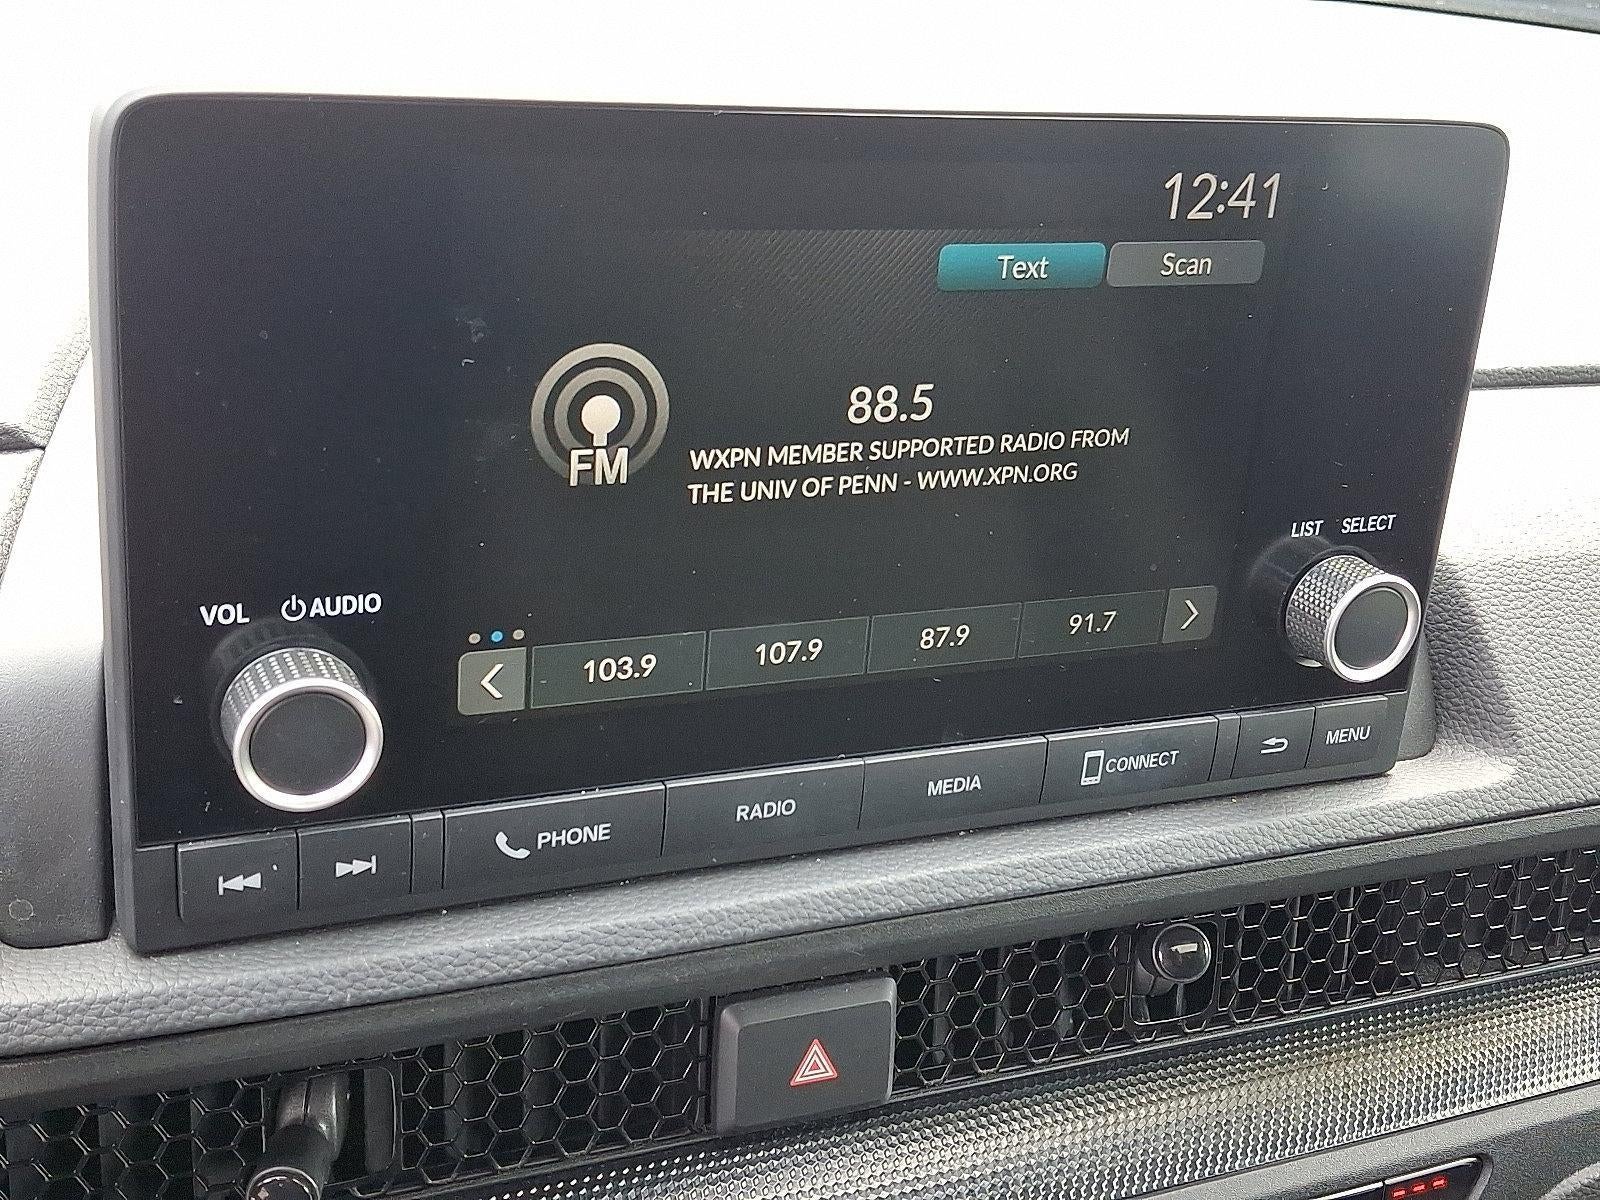 12:41
Text Scan
88.5
FM
WXPN MEMBER SUPPORTED RADIO FROM
THE UNIV OF PENN - WWW.XPN.ORG
LIST SELECT
VOL AUDIO
103.9 107.9 87.9 91.7
PHONE RADIO MEDIA CONNECT MENU